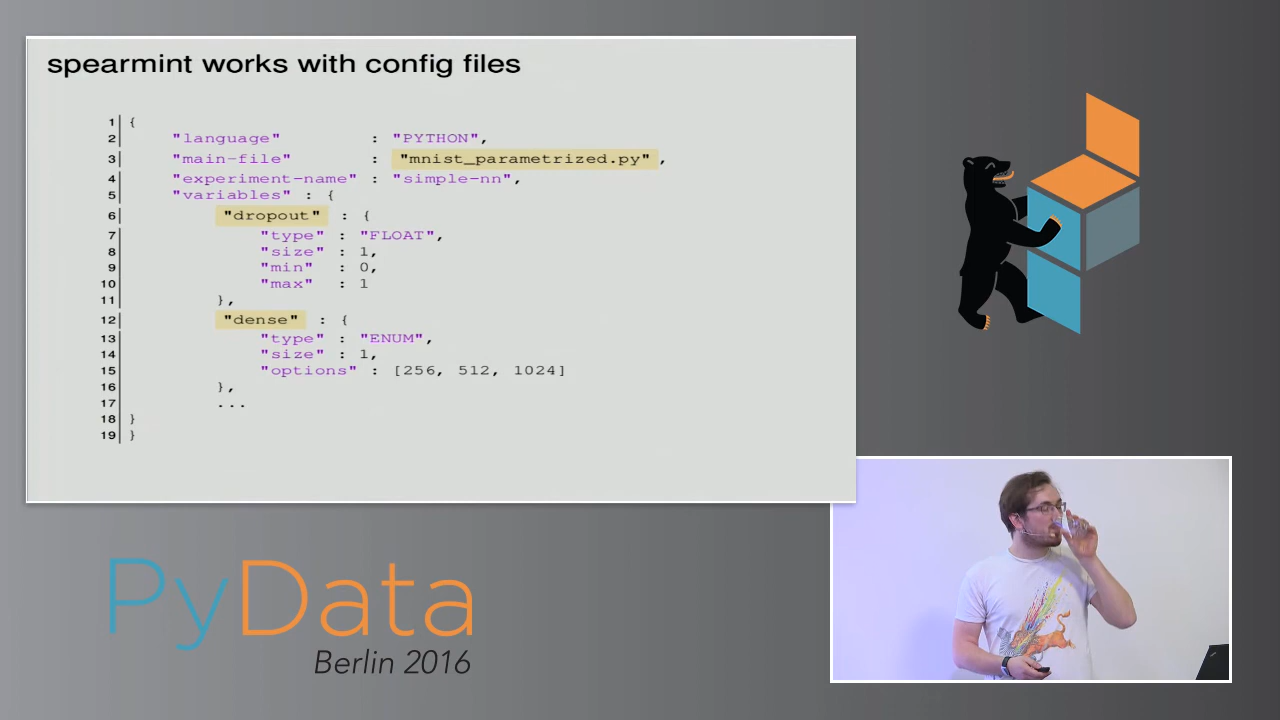 spearmint works with config files
1 {
2 "language" : "PYTHON",
3 "main-file" : "mnist_parametrized.py" ,
4 "experiment-name" : "simple-nn",
5 "variables" : {
6 "dropout" : {
7 "type" : "FLOAT",
8 "size" : 1,
9 "min" : 0,
10 "max" : 1
11 },
12 "dense" : {
13 "type" : "ENUM",
14 "size" : 1,
15 "options" : [256, 512, 1024]
16 },
17 ...
18 }
19 }
PyData
Berlin 2016